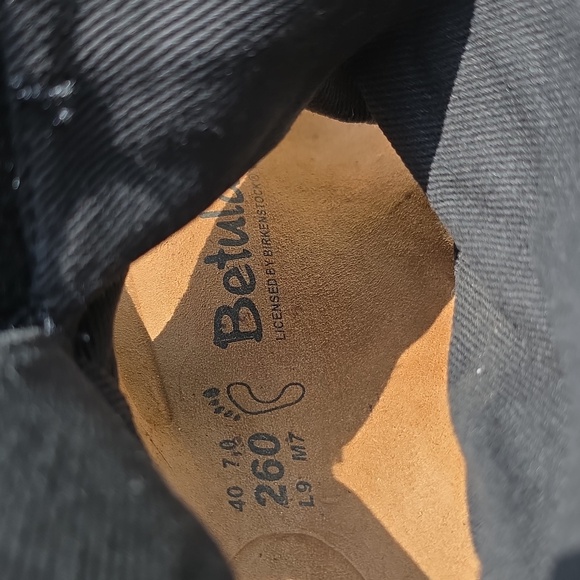 Betula
LICENSED BY BIRKENSTOCK
40 7,0
260
L9 M7